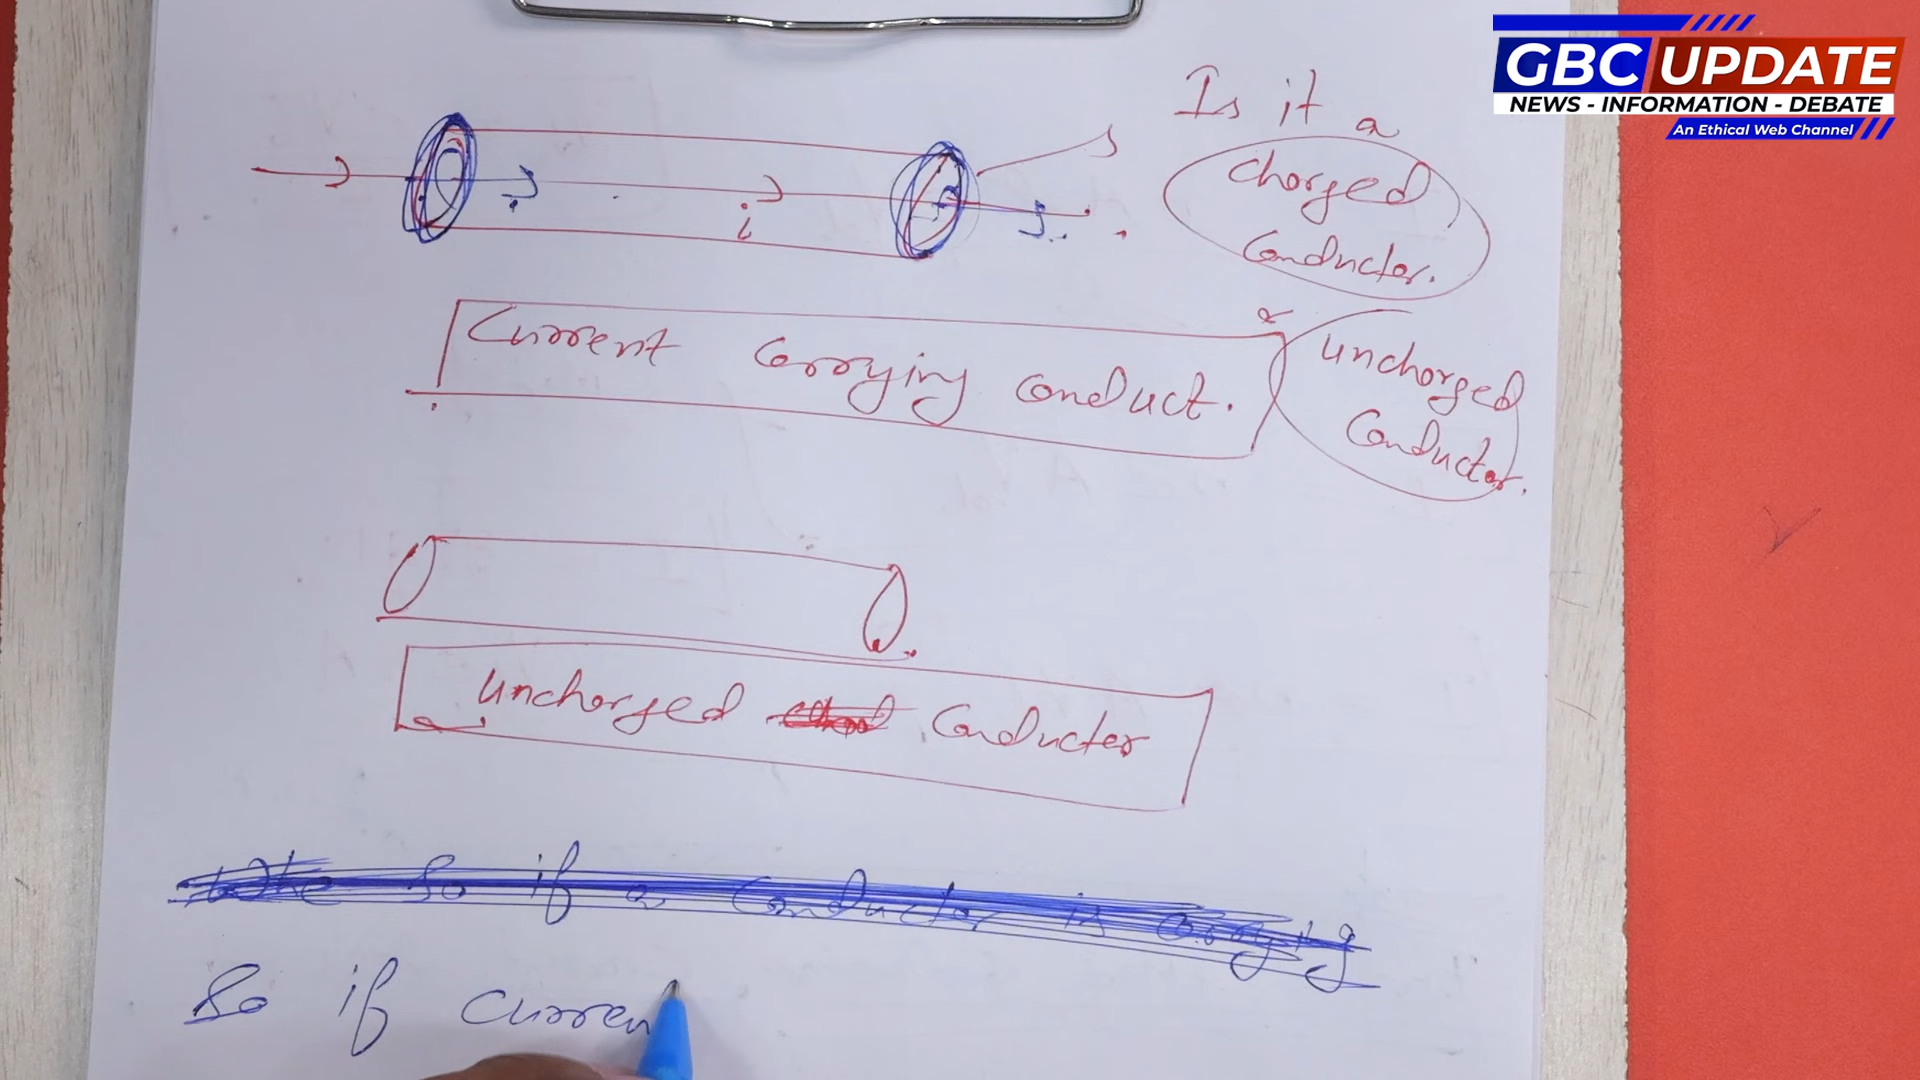 GBC UPDATE
NEWS - INFORMATION - DEBATE
An Ethical Web Channel
Is it a
charged
conductor.
i
Current carrying conduct.
or
uncharged
conductor.
uncharged conductor
So if a conductor is carrying
So if curren